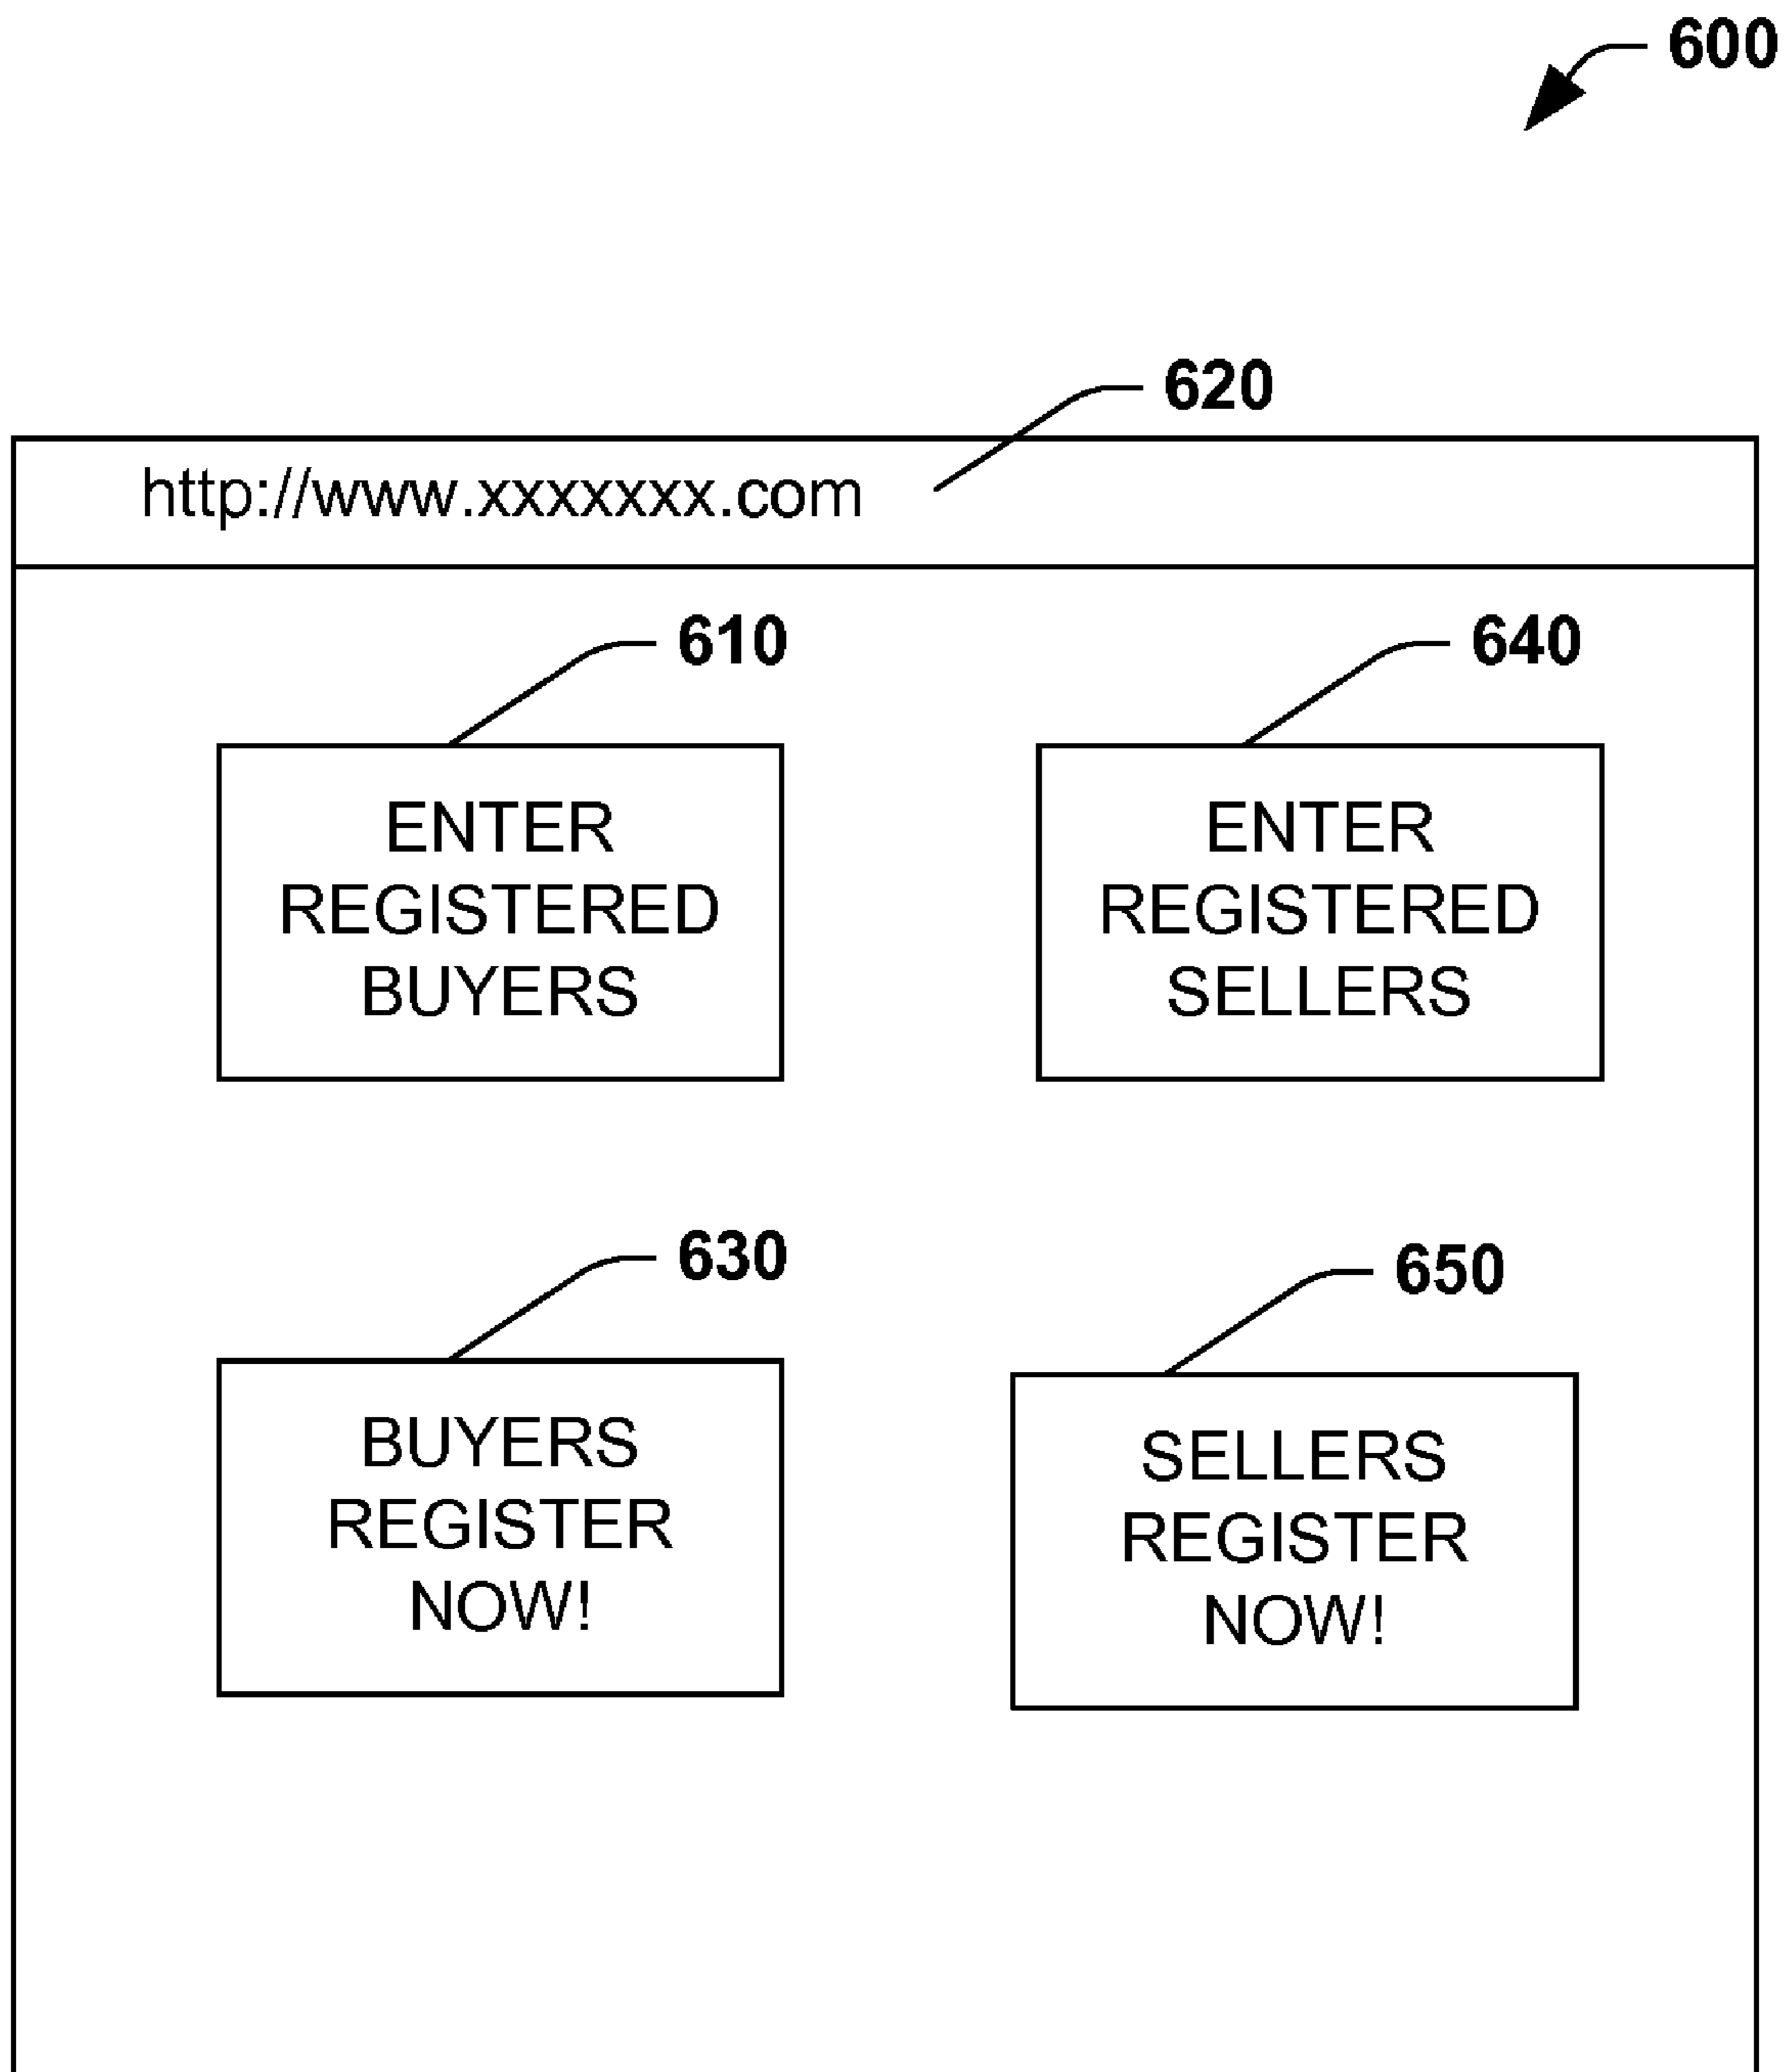 600
620
http://www.xxxxxxx.com
610
640
ENTER
REGISTERED
BUYERS
ENTER
REGISTERED
SELLERS
630
650
BUYERS
REGISTER
NOW!
SELLERS
REGISTER
NOW!